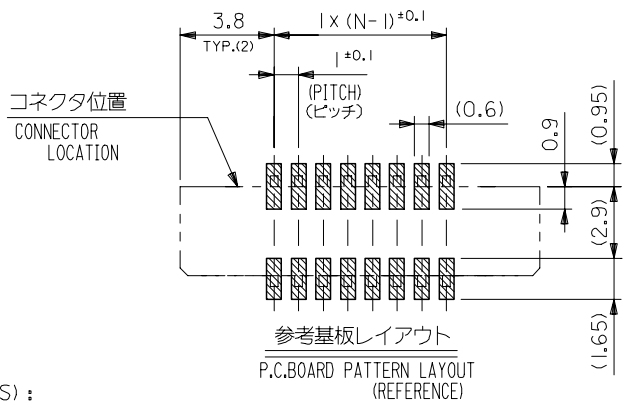 3.8
TYP.(2)
1×(N-1)±0.1
1±0.1
(PITCH)
(ピッチ)
(0.6)
0.9
(0.95)
(2.9)
(1.65)
コネクタ位置
CONNECTOR
LOCATION
参考基板レイアウト
P.C.BOARD PATTERN LAYOUT
(REFERENCE)
S) :